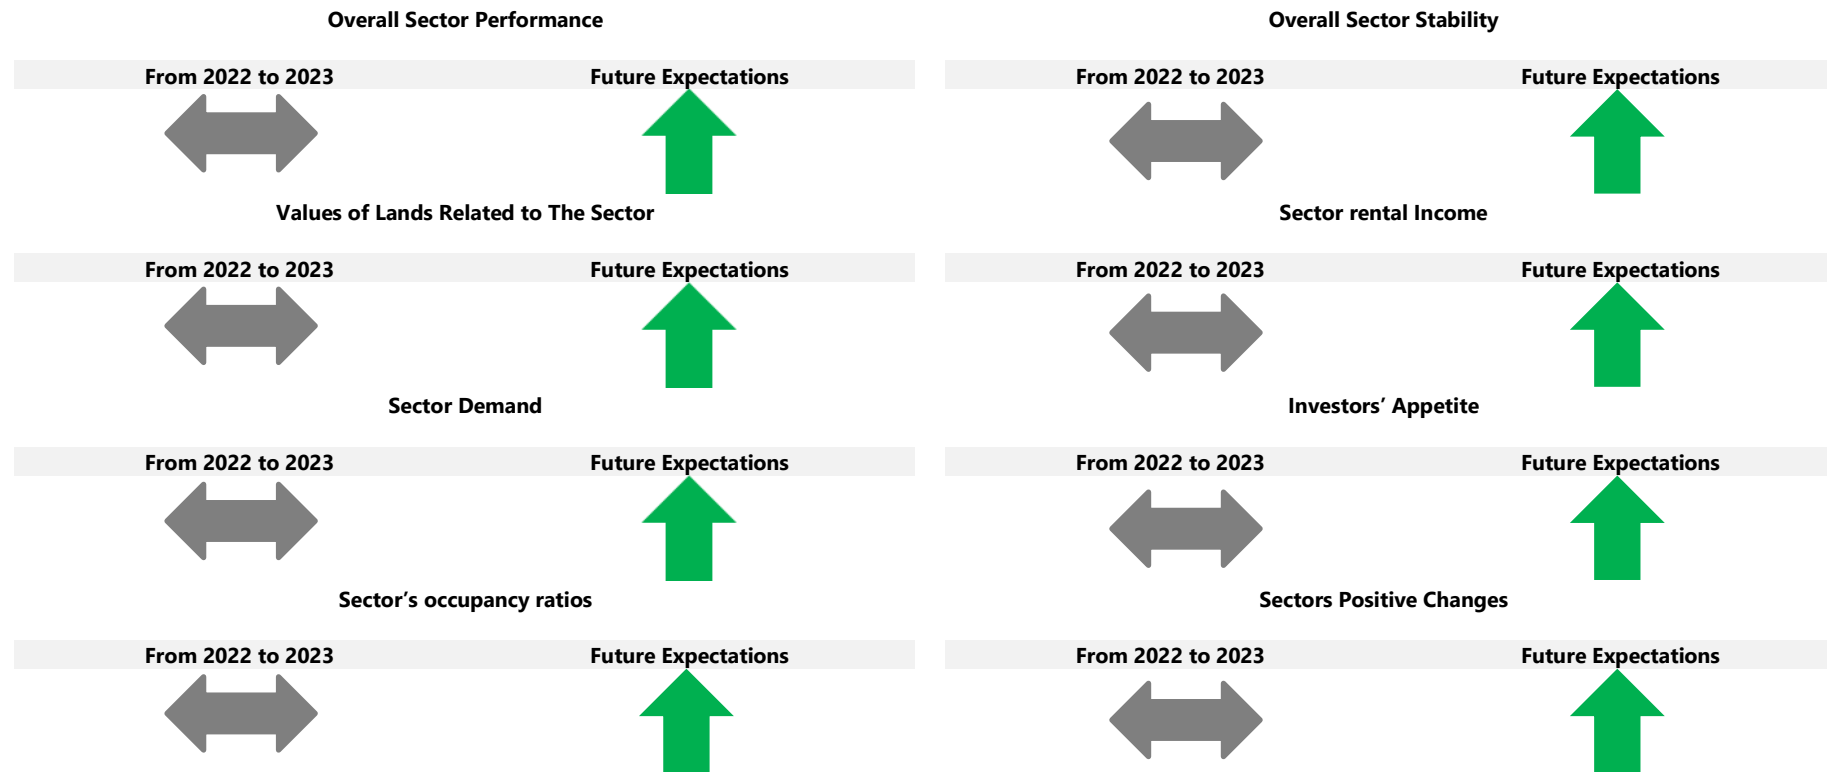 Overall Sector Performance
Overall Sector Stability
From 2022 to 2023
Future Expectations
From 2022 to 2023
Future Expectations
Values of Lands Related to The Sector
Sector rental Income
From 2022 to 2023
Future Expectations
From 2022 to 2023
Future Expectations
Sector Demand
Investors’ Appetite
From 2022 to 2023
Future Expectations
From 2022 to 2023
Future Expectations
Sector’s occupancy ratios
Sectors Positive Changes
From 2022 to 2023
Future Expectations
From 2022 to 2023
Future Expectations